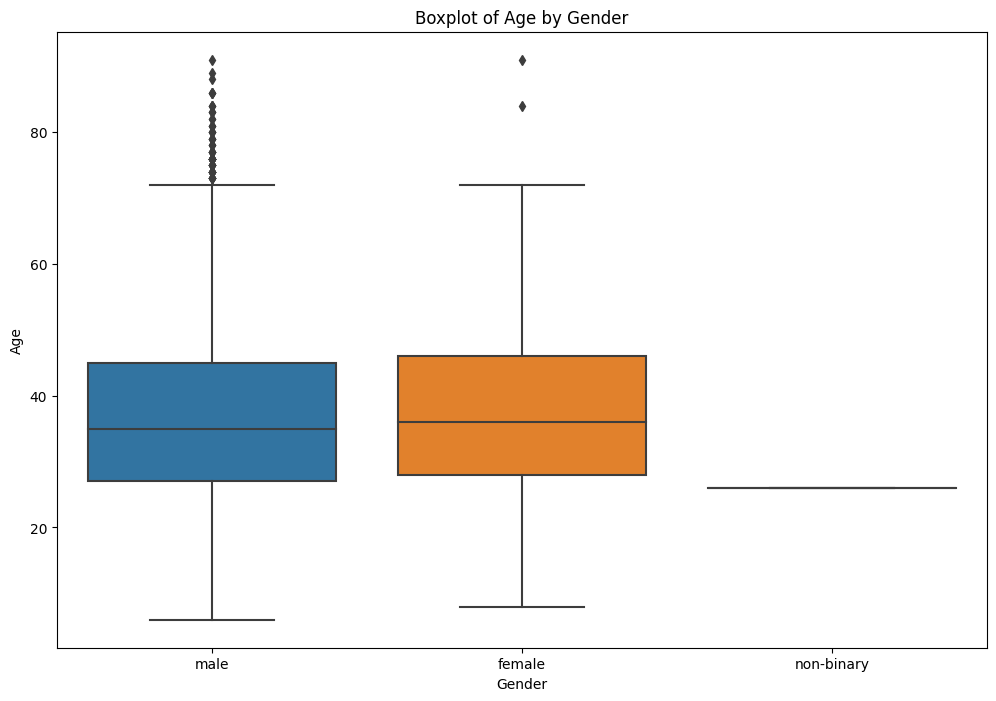 Boxplot of Age by Gender
Age
80
60
40
20
male
female
non-binary
Gender